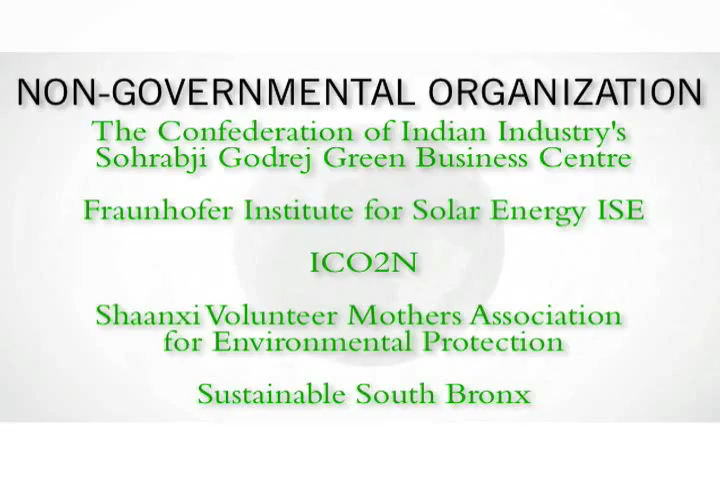 NON-GOVERNMENTAL ORGANIZATION
The Confederation of Indian Industry's
Sohrabji Godrej Green Business Centre
Fraunhofer Institute for Solar Energy ISE
ICO2N
Shaanxi Volunteer Mothers Association
for Environmental Protection
Sustainable South Bronx